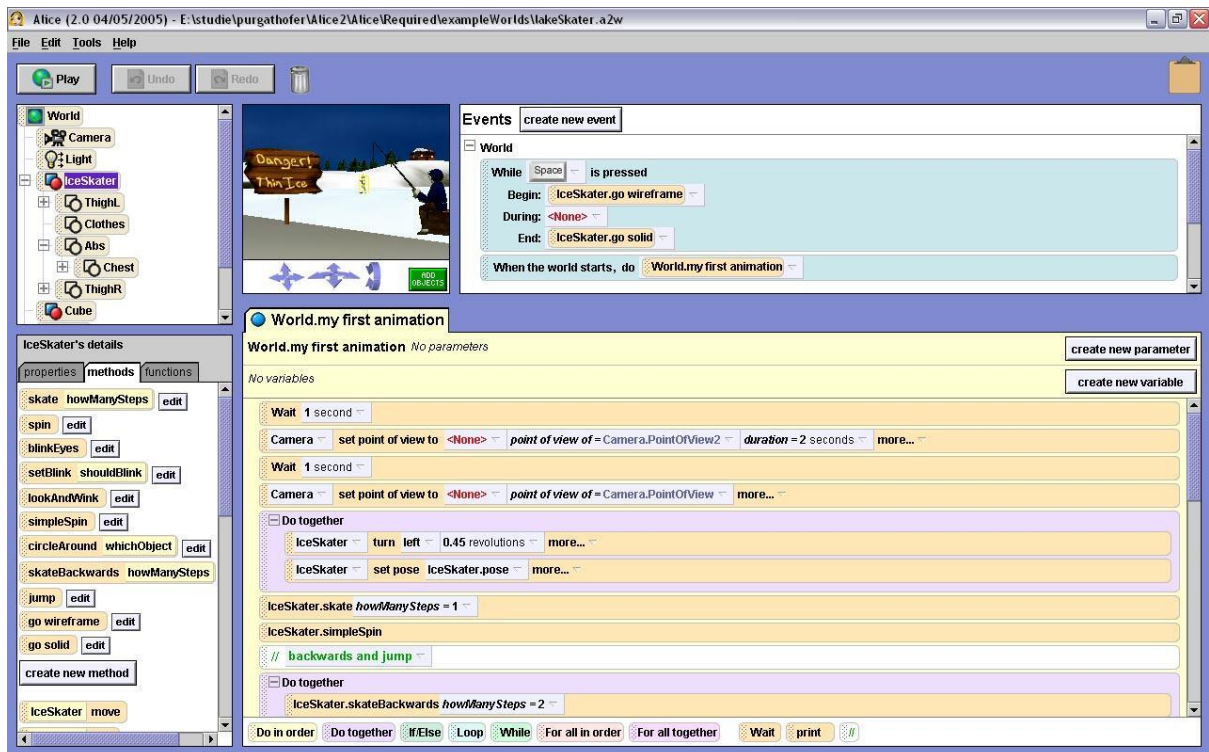 Alice (2.0 04/05/2005) - E:\studie\purgathofer\Alice2\Alice\Required\exampleWorlds\lakeSkater.a2w
File Edit Tools Help
Play Undo Redo
World
Camera
Light
IceSkater
ThighL
Clothes
Abs
Chest
ThighR
Cube
Danger!
Thin Ice
ADD
OBJECTS
Events create new event
World
While Space is pressed
Begin: IceSkater.go wireframe
During: <None>
End: IceSkater.go solid
When the world starts, do World.my first animation
IceSkater's details
properties methods functions
skate howManySteps edit
spin edit
blinkEyes edit
setBlink shouldBlink edit
lookAndWink edit
simpleSpin edit
circleAround whichObject edit
skateBackwards howManySteps
jump edit
go wireframe edit
go solid edit
create new method
IceSkater move
World.my first animation
World.my first animation No parameters create new parameter
No variables create new variable
Wait 1 second
Camera set point of view to <None> point of view of = Camera.PointOfView2 duration = 2 seconds more...
Wait 1 second
Camera set point of view to <None> point of view of = Camera.PointOfView more...
Do together
IceSkater turn left 0.45 revolutions more...
IceSkater set pose IceSkater.pose more...
IceSkater.skate howManySteps = 1
IceSkater.simpleSpin
// backwards and jump
Do together
IceSkater.skateBackwards howManySteps = 2
Do in order Do together If/Else Loop While For all in order For all together Wait print //